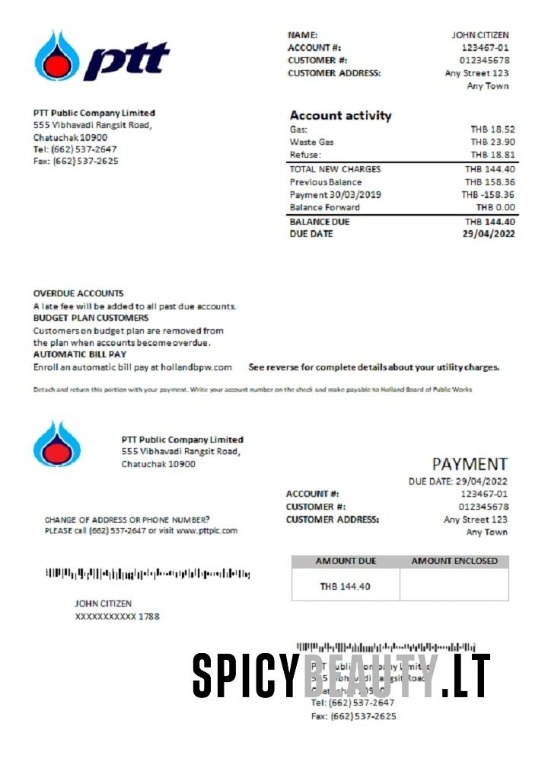 ptt
NAME: JOHN CITIZEN
ACCOUNT #: 123467-01
CUSTOMER #: 012345678
CUSTOMER ADDRESS: Any Street 123
Any Town
PTT Public Company Limited
555 Vibhavadi Rangsit Road,
Chatuchak 10900
Tel: (662) 537-2647
Fax: (662) 537-2625
Account activity
Gas: THB 18.52
Waste Gas THB 23.90
Refuse: THB 18.81
TOTAL NEW CHARGES THB 144.40
Previous Balance THB 158.36
Payment 30/03/2019 THB -158.36
Balance Forward THB 0.00
BALANCE DUE THB 144.40
DUE DATE 29/04/2022
OVERDUE ACCOUNTS
A late fee will be added to all past due accounts.
BUDGET PLAN CUSTOMERS
Customers on budget plan are removed from
the plan when accounts become overdue.
AUTOMATIC BILL PAY
Enroll an automatic bill pay at hollandbpw.com See reverse for complete details about your utility charges.
Detach and return this portion with your payment. Write your account number on the check and make payable to Holland Board of Public Works
PTT Public Company Limited
555 Vibhavadi Rangsit Road,
Chatuchak 10900
PAYMENT
DUE DATE: 29/04/2022
ACCOUNT #: 123467-01
CUSTOMER #: 012345678
CUSTOMER ADDRESS: Any Street 123
Any Town
CHANGE OF ADDRESS OR PHONE NUMBER?
PLEASE call (662) 537-2647 or visit www.pttplc.com
AMOUNT DUE AMOUNT ENCLOSED
THB 144.40
JOHN CITIZEN
XXXXXXXXXXX 1788
PTT Public Company Limited
555 Vibhavadi Rangsit Road,
Chatuchak 10900
SPICYBEAUTY.LT
Tel: (662) 537-2647
Fax: (662) 537-2625